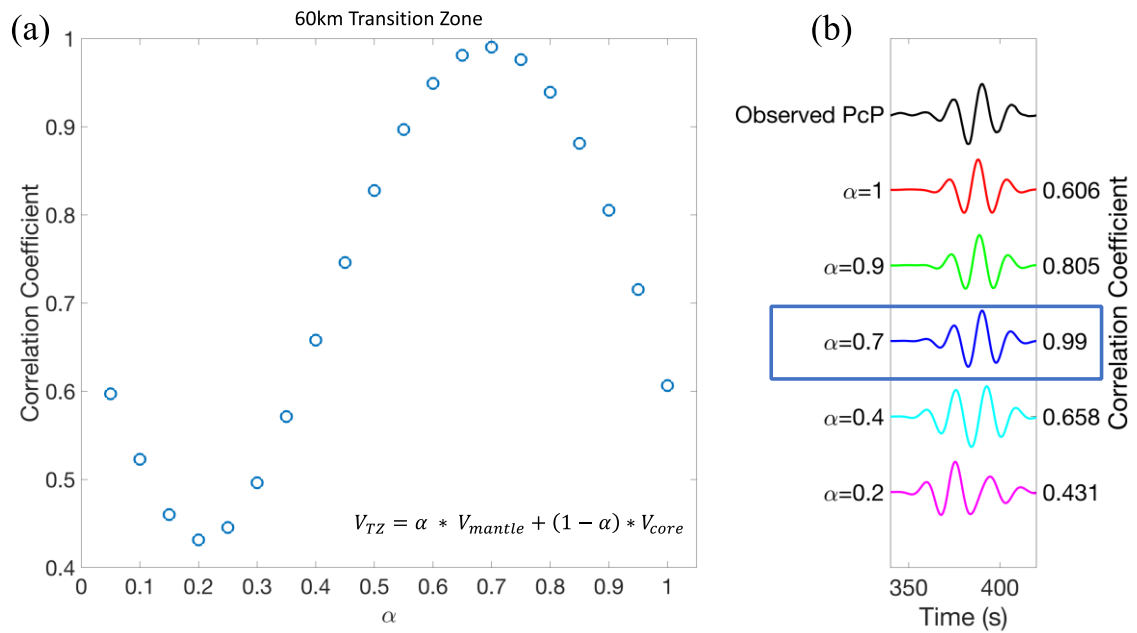 (a)
60km Transition Zone
1
0.9
0.8
0.7
0.6
0.5
0.4
Correlation Coefficient
0 0.1 0.2 0.3 0.4 0.5 0.6 0.7 0.8 0.9 1
α
V_TZ = α * V_mantle + (1 − α) * V_core
(b)
Observed PcP
α=1 0.606
α=0.9 0.805
α=0.7 0.99
α=0.4 0.658
α=0.2 0.431
Correlation Coefficient
350 400
Time (s)